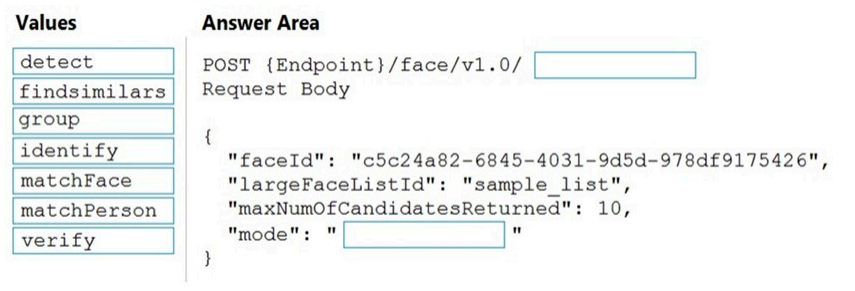 Values
detect
findsimilars
group
identify
matchFace
matchPerson
verify
Answer Area
POST {Endpoint}/face/v1.0/
Request Body
{
"faceId": "c5c24a82-6845-4031-9d5d-978df9175426",
"largeFaceListId": "sample_list",
"maxNumOfCandidatesReturned": 10,
"mode": " "
}